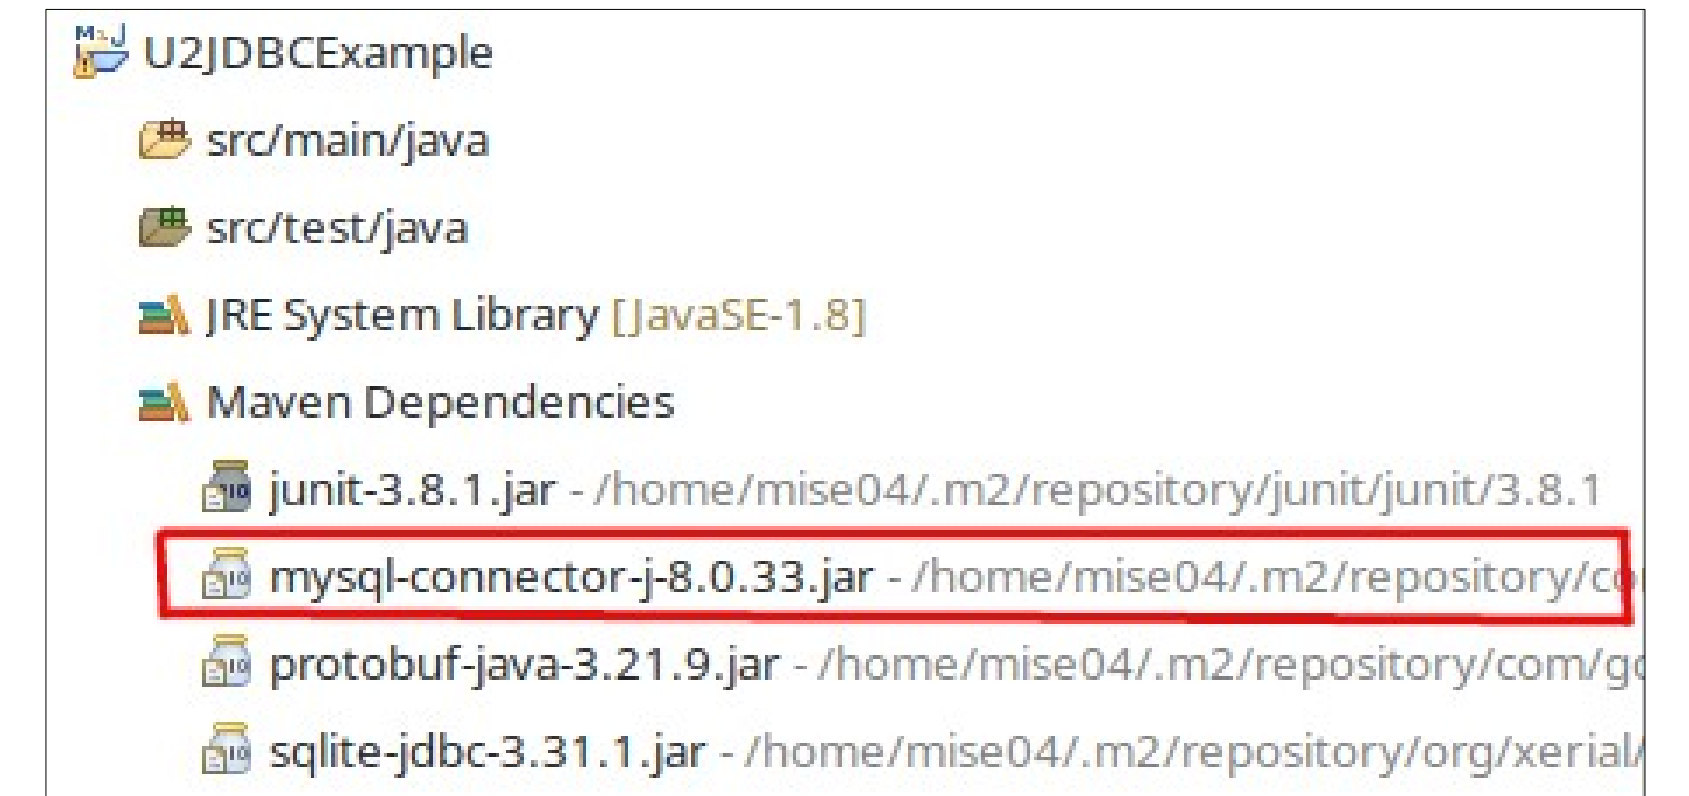 U2JDBCExample
src/main/java
src/test/java
JRE System Library [JavaSE-1.8]
Maven Dependencies
junit-3.8.1.jar - /home/mise04/.m2/repository/junit/junit/3.8.1
mysql-connector-j-8.0.33.jar - /home/mise04/.m2/repository/co
protobuf-java-3.21.9.jar - /home/mise04/.m2/repository/com/go
sqlite-jdbc-3.31.1.jar - /home/mise04/.m2/repository/org/xerial/